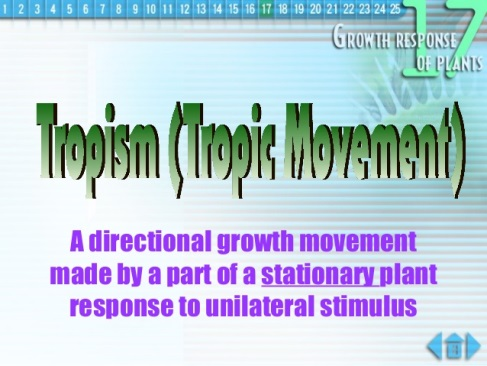 1 2 3 4 5 6 7 8 9 10 11 12 13 14 15 16 17 18 19 20 21 22 23 24 25
17
GROWTH RESPONSE
OF PLANTS
Tropism (Tropic Movement)
A directional growth movement
made by a part of a stationary plant
response to unilateral stimulus